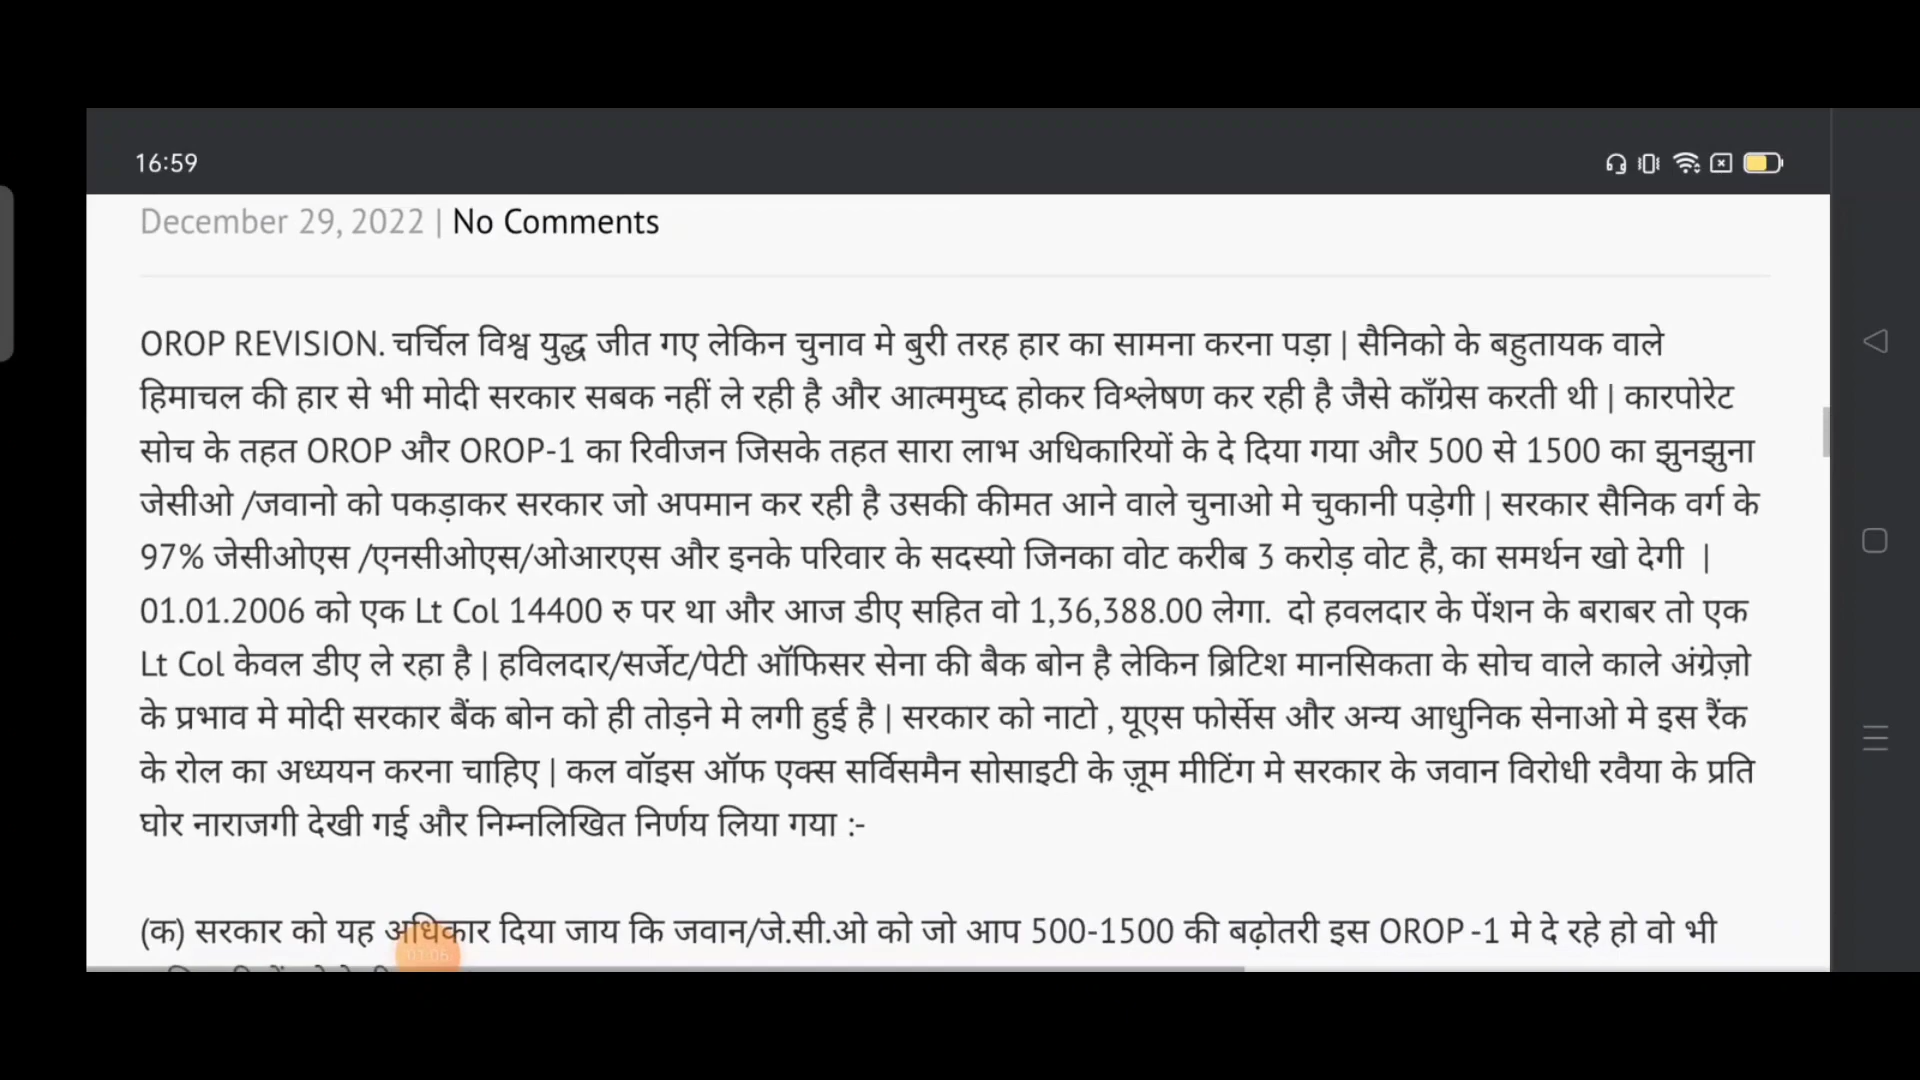 16:59
December 29, 2022 | No Comments
OROP REVISION. चर्चिल विश्व युद्ध जीत गए लेकिन चुनाव मे बुरी तरह हार का सामना करना पड़ा | सैनिको के बहुतायक वाले
हिमाचल की हार से भी मोदी सरकार सबक नहीं ले रही है और आत्ममुघ्द होकर विश्लेषण कर रही है जैसे काँग्रेस करती थी | कारपोरेट
सोच के तहत OROP और OROP-1 का रिवीजन जिसके तहत सारा लाभ अधिकारियों के दे दिया गया और 500 से 1500 का झुनझुना
जेसीओ /जवानो को पकड़ाकर सरकार जो अपमान कर रही है उसकी कीमत आने वाले चुनाओ मे चुकानी पड़ेगी | सरकार सैनिक वर्ग के
97% जेसीओएस /एनसीओएस/ओआरएस और इनके परिवार के सदस्यो जिनका वोट करीब 3 करोड़ वोट है, का समर्थन खो देगी |
01.01.2006 को एक Lt Col 14400 रु पर था और आज डीए सहित वो 1,36,388.00 लेगा. दो हवलदार के पेंशन के बराबर तो एक
Lt Col केवल डीए ले रहा है | हविलदार/सर्जेट/पेटी ऑफिसर सेना की बैक बोन है लेकिन ब्रिटिश मानसिकता के सोच वाले काले अंग्रेज़ो
के प्रभाव मे मोदी सरकार बैंक बोन को ही तोड़ने मे लगी हुई है | सरकार को नाटो , यूएस फोर्सेस और अन्य आधुनिक सेनाओ मे इस रैंक
के रोल का अध्ययन करना चाहिए | कल वॉइस ऑफ एक्स सर्विसमैन सोसाइटी के ज़ूम मीटिंग मे सरकार के जवान विरोधी रवैया के प्रति
घोर नाराजगी देखी गई और निम्नलिखित निर्णय लिया गया :-
(क) सरकार को यह अधिकार दिया जाय कि जवान/जे.सी.ओ को जो आप 500-1500 की बढ़ोतरी इस OROP -1 मे दे रहे हो वो भी
01:06